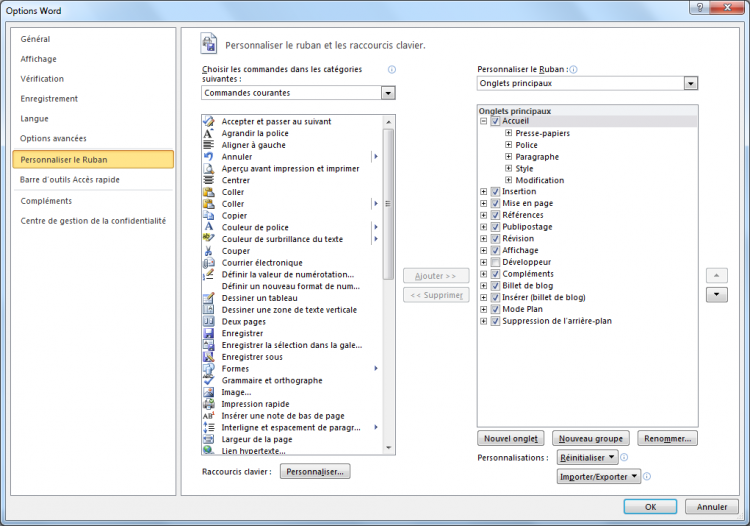 Options Word
Général
Affichage
Vérification
Enregistrement
Langue
Options avancées
Personnaliser le Ruban
Barre d'outils Accès rapide
Compléments
Centre de gestion de la confidentialité
Personnaliser le ruban et les raccourcis clavier.
Choisir les commandes dans les catégories
suivantes :
Commandes courantes
Accepter et passer au suivant
Agrandir la police
Aligner à gauche
Annuler
Aperçu avant impression et imprimer
Centrer
Coller
Coller
Copier
Couleur de police
Couleur de surbrillance du texte
Couper
Courrier électronique
Définir la valeur de numérotation...
Définir un nouveau format de num...
Dessiner un tableau
Dessiner une zone de texte verticale
Deux pages
Enregistrer
Enregistrer la sélection dans la gale...
Enregistrer sous
Formes
Grammaire et orthographe
Image...
Impression rapide
Insérer une note de bas de page
Interligne et espacement de paragr...
Largeur de la page
Lien hypertexte...
Raccourcis clavier :
Personnaliser...
Ajouter >>
<< Supprimer
Personnaliser le Ruban :
Onglets principaux
Onglets principaux
Accueil
Presse-papiers
Police
Paragraphe
Style
Modification
Insertion
Mise en page
Références
Publipostage
Révision
Affichage
Développeur
Compléments
Billet de blog
Insérer (billet de blog)
Mode Plan
Suppression de l'arrière-plan
Nouvel onglet
Nouveau groupe
Renommer...
Personnalisations :
Réinitialiser
Importer/Exporter
OK
Annuler